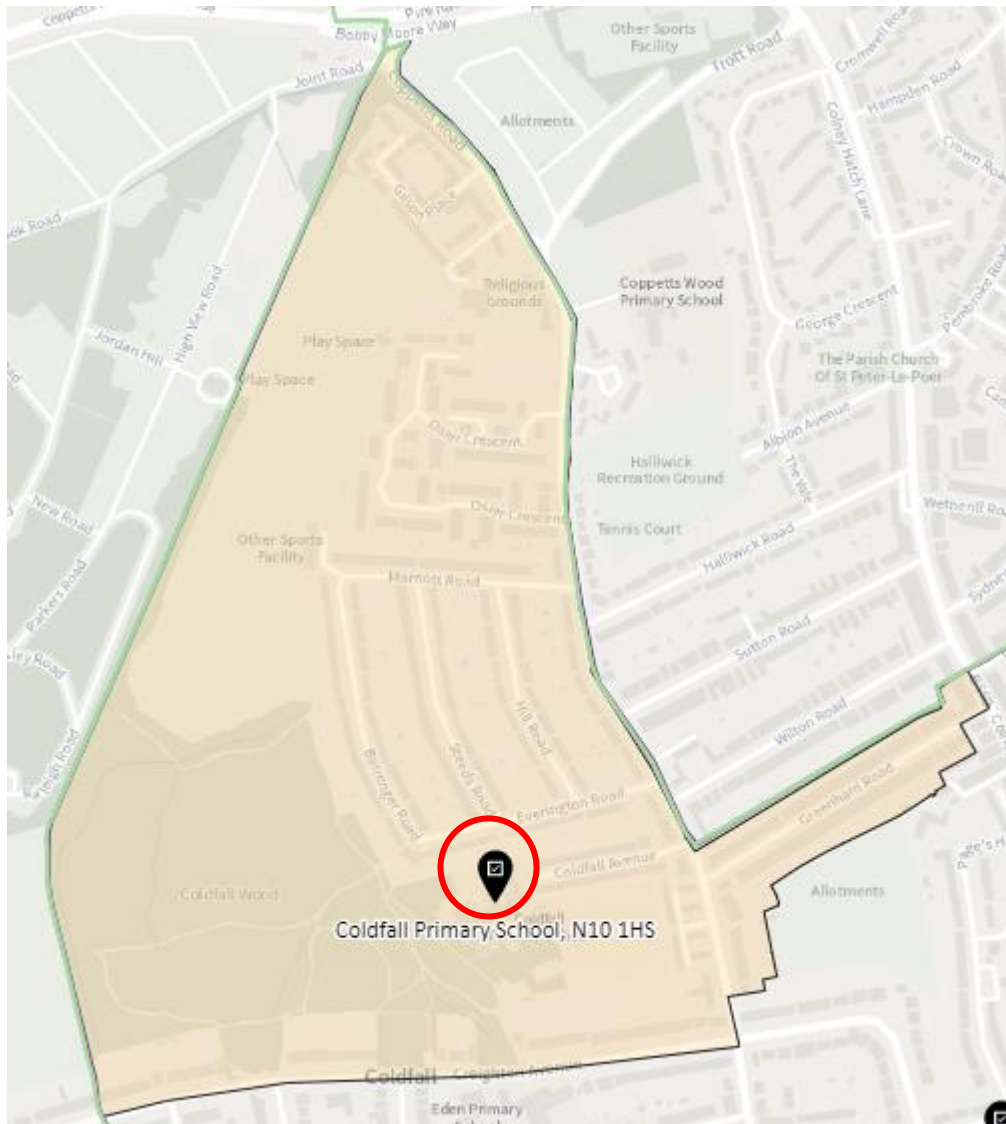 Bobby Moore Way
Joint Road
Other Sports
Facility
Cromwell Road
Hampden Road
Crown Road
Colney Hatch Lane
Allotments
Coppetts Road
Gilson Place
High View Road
Jordan Hill
Religious
Grounds
Coppetts Wood
Primary School
George Crescent
Pembroke Road
Play Space
Play Space
The Parish Church
Of St Peter-Le-Poer
Albion Avenue
The Vale
Osier Crescent
Halliwick
Recreation Ground
Osier Crescent
Tennis Court
New Road
Other Sports
Facility
Halliwick Road
Marriott Road
Parkers Road
Sutton Road
Hill Road
Wilton Road
Barrenger Road
Steeds Road
Everington Road
Greenham Road
Coldfall Avenue
Coldfall Wood
Allotments
Coldfall
Coldfall Primary School, N10 1HS
Coldfall
Creighton Avenue
Eden Primary
School